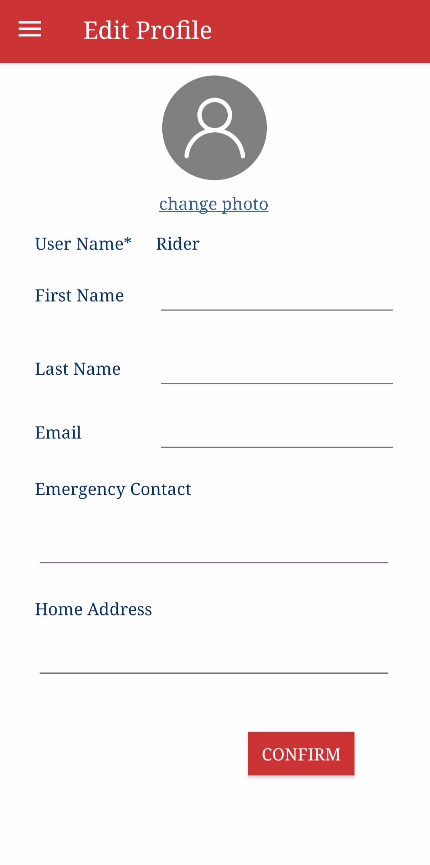 Edit Profile
change photo
User Name* Rider
First Name
Last Name
Email
Emergency Contact
Home Address
CONFIRM